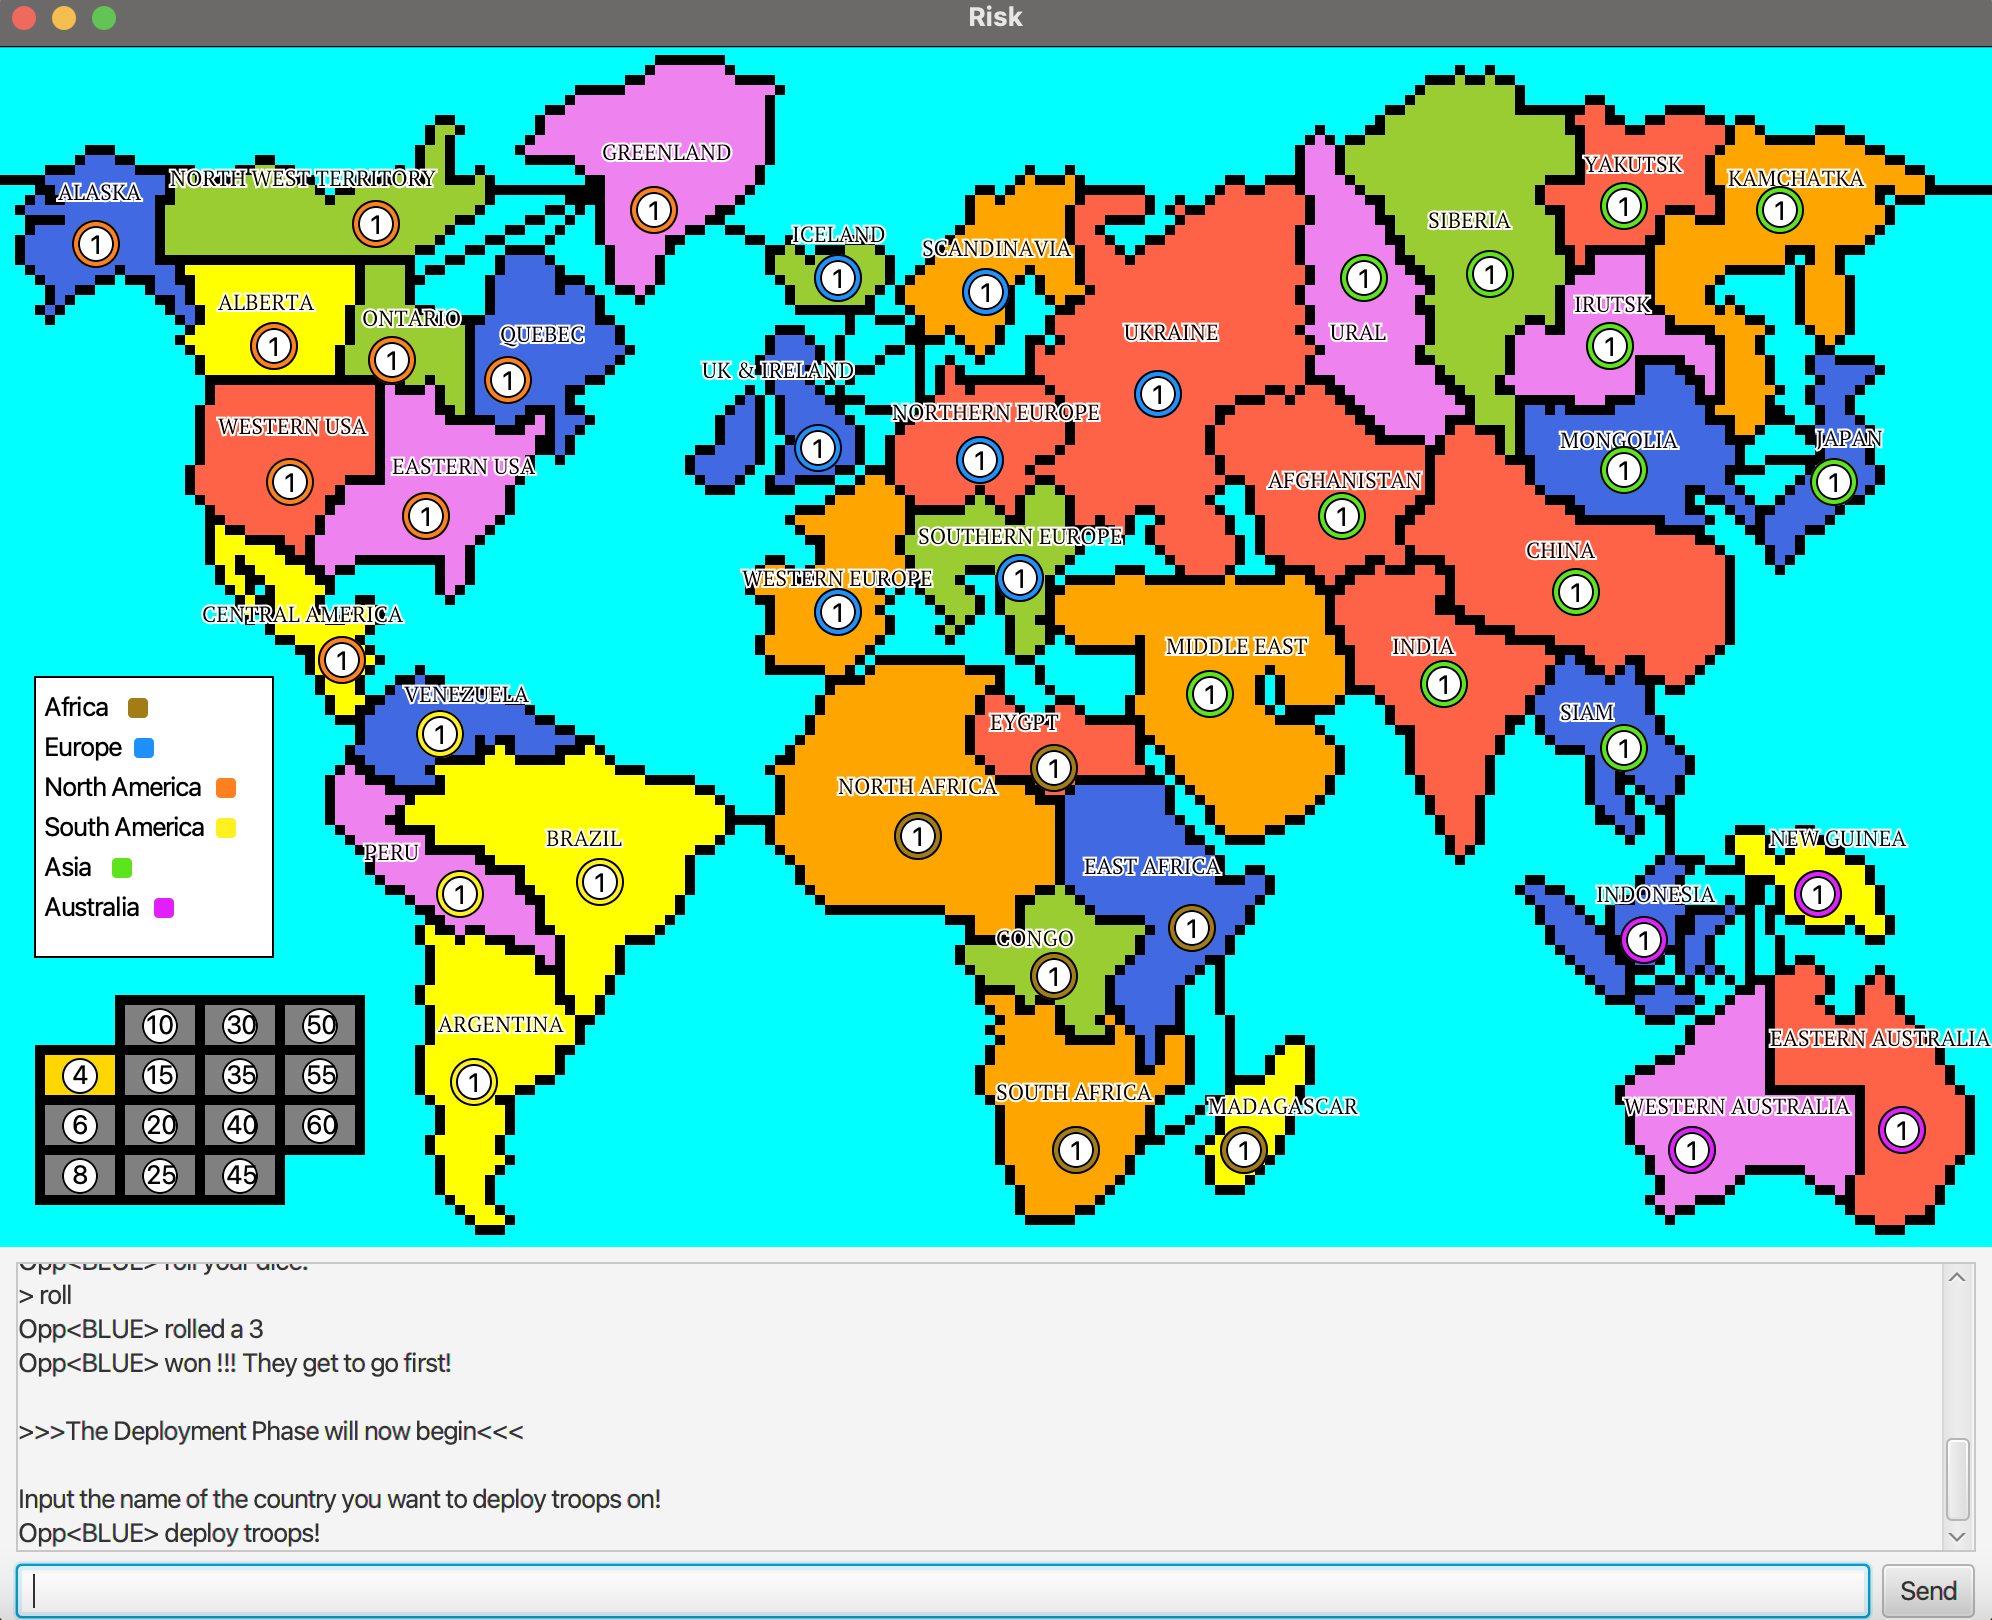 Risk
GREENLAND
1
ALASKA
1
NORTH WEST TERRITORY
1
YAKUTSK
1
KAMCHATKA
1
SIBERIA
1
ICELAND
1
SCANDINAVIA
1
URAL
1
IRUTSK
1
ALBERTA
1
ONTARIO
1
QUEBEC
1
UKRAINE
1
UK & IRELAND
1
NORTHERN EUROPE
1
WESTERN USA
1
EASTERN USA
1
AFGHANISTAN
1
MONGOLIA
1
JAPAN
1
SOUTHERN EUROPE
1
WESTERN EUROPE
1
CHINA
1
CENTRAL AMERICA
1
MIDDLE EAST
1
INDIA
1
VENEZUELA
1
EYGPT
1
SIAM
1
NORTH AFRICA
1
BRAZIL
1
PERU
1
EAST AFRICA
1
NEW GUINEA
1
INDONESIA
1
CONGO
1
ARGENTINA
1
EASTERN AUSTRALIA
1
SOUTH AFRICA
1
MADAGASCAR
1
WESTERN AUSTRALIA
1
Africa
Europe
North America
South America
Asia
Australia
10 30 50
4 15 35 55
6 20 40 60
8 25 45
Opp<BLUE> roll your dice.
> roll
Opp<BLUE> rolled a 3
Opp<BLUE> won !!! They get to go first!
>>>The Deployment Phase will now begin<<<
Input the name of the country you want to deploy troops on!
Opp<BLUE> deploy troops!
Send